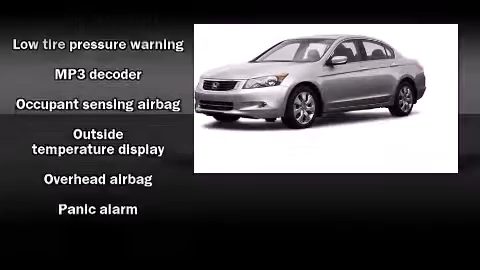 Low tire pressure warning
MP3 decoder
Occupant sensing airbag
Outside
temperature display
Overhead airbag
Panic alarm